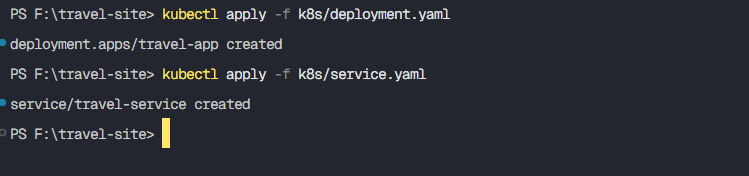 PS F:\travel-site> kubectl apply -f k8s/deployment.yaml
deployment.apps/travel-app created
PS F:\travel-site> kubectl apply -f k8s/service.yaml
service/travel-service created
PS F:\travel-site>